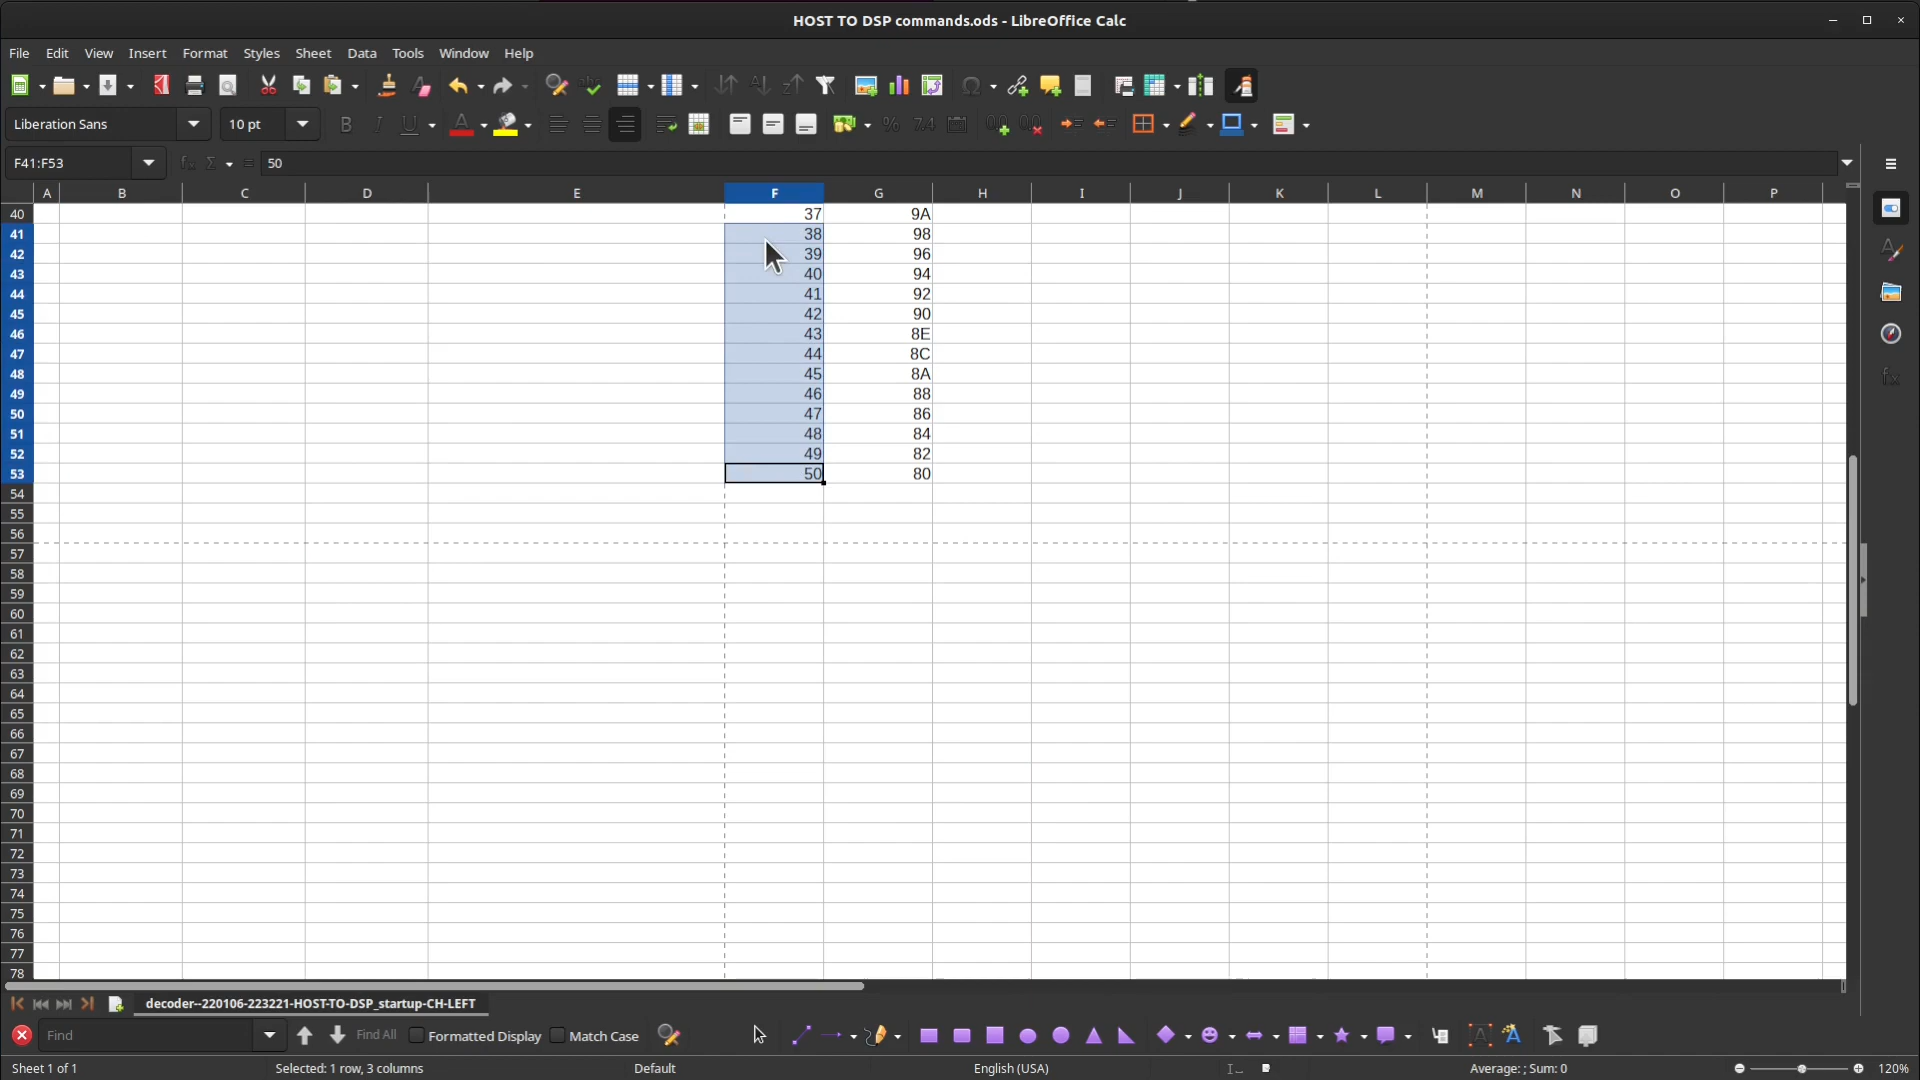 HOST TO DSP commands.ods - LibreOffice Calc
File Edit View Insert Format Styles Sheet Data Tools Window Help
Liberation Sans 10 pt
F41:F53 50
A B C D E F G H I J K L M N O P
40 37 9A
41 38 98
42 39 96
43 40 94
44 41 92
45 42 90
46 43 8E
47 44 8C
48 45 8A
49 46 88
50 47 86
51 48 84
52 49 82
53 50 80
54
55
56
57
58
59
60
61
62
63
64
65
66
67
68
69
70
71
72
73
74
75
76
77
78
decoder--220106-223221-HOST-TO-DSP_startup-CH-LEFT
Find Find All Formatted Display Match Case
Sheet 1 of 1 Selected: 1 row, 3 columns Default English (USA) Average: ; Sum: 0 120%